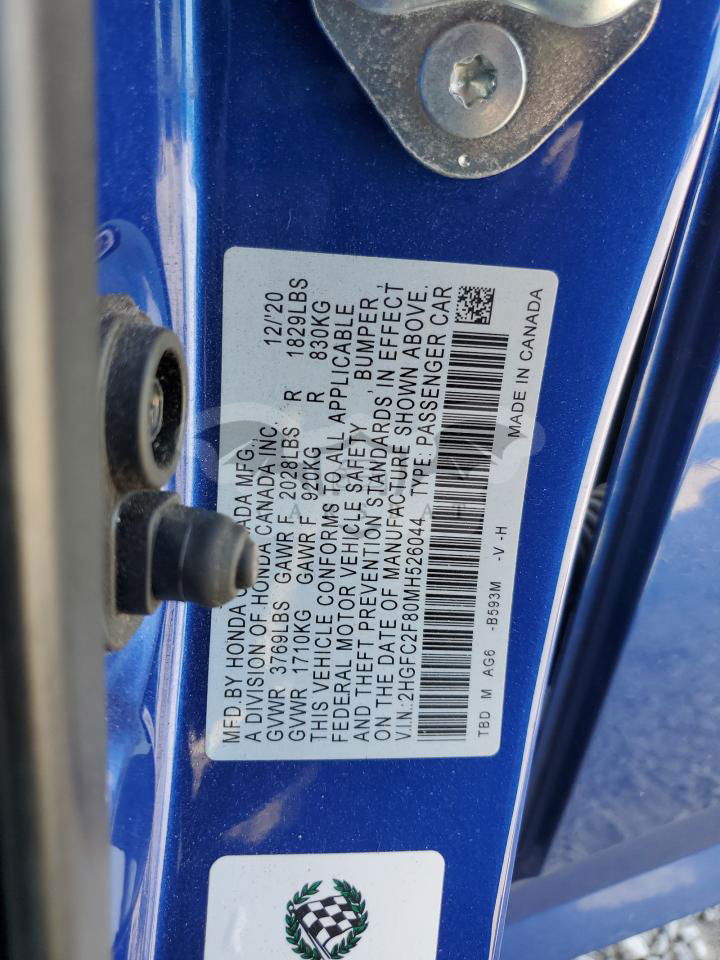 MFD.BY HONDA CANADA MFG., 12/'20
A DIVISION OF HONDA CANADA INC.
GVWR 3769LBS GAWR F 2028LBS R 1829LBS
GVWR 1710KG GAWR F 920KG R 830KG
THIS VEHICLE CONFORMS TO ALL APPLICABLE
FEDERAL MOTOR VEHICLE SAFETY , BUMPER ,
AND THEFT PREVENTION STANDARDS, IN EFFECT
ON THE DATE OF MANUFACTURE SHOWN ABOVE.
V.I.N.: 2HGFC2F80MH526044 TYPE: PASSENGER CAR
TBD M AG6 -B593M -V -H MADE IN CANADA